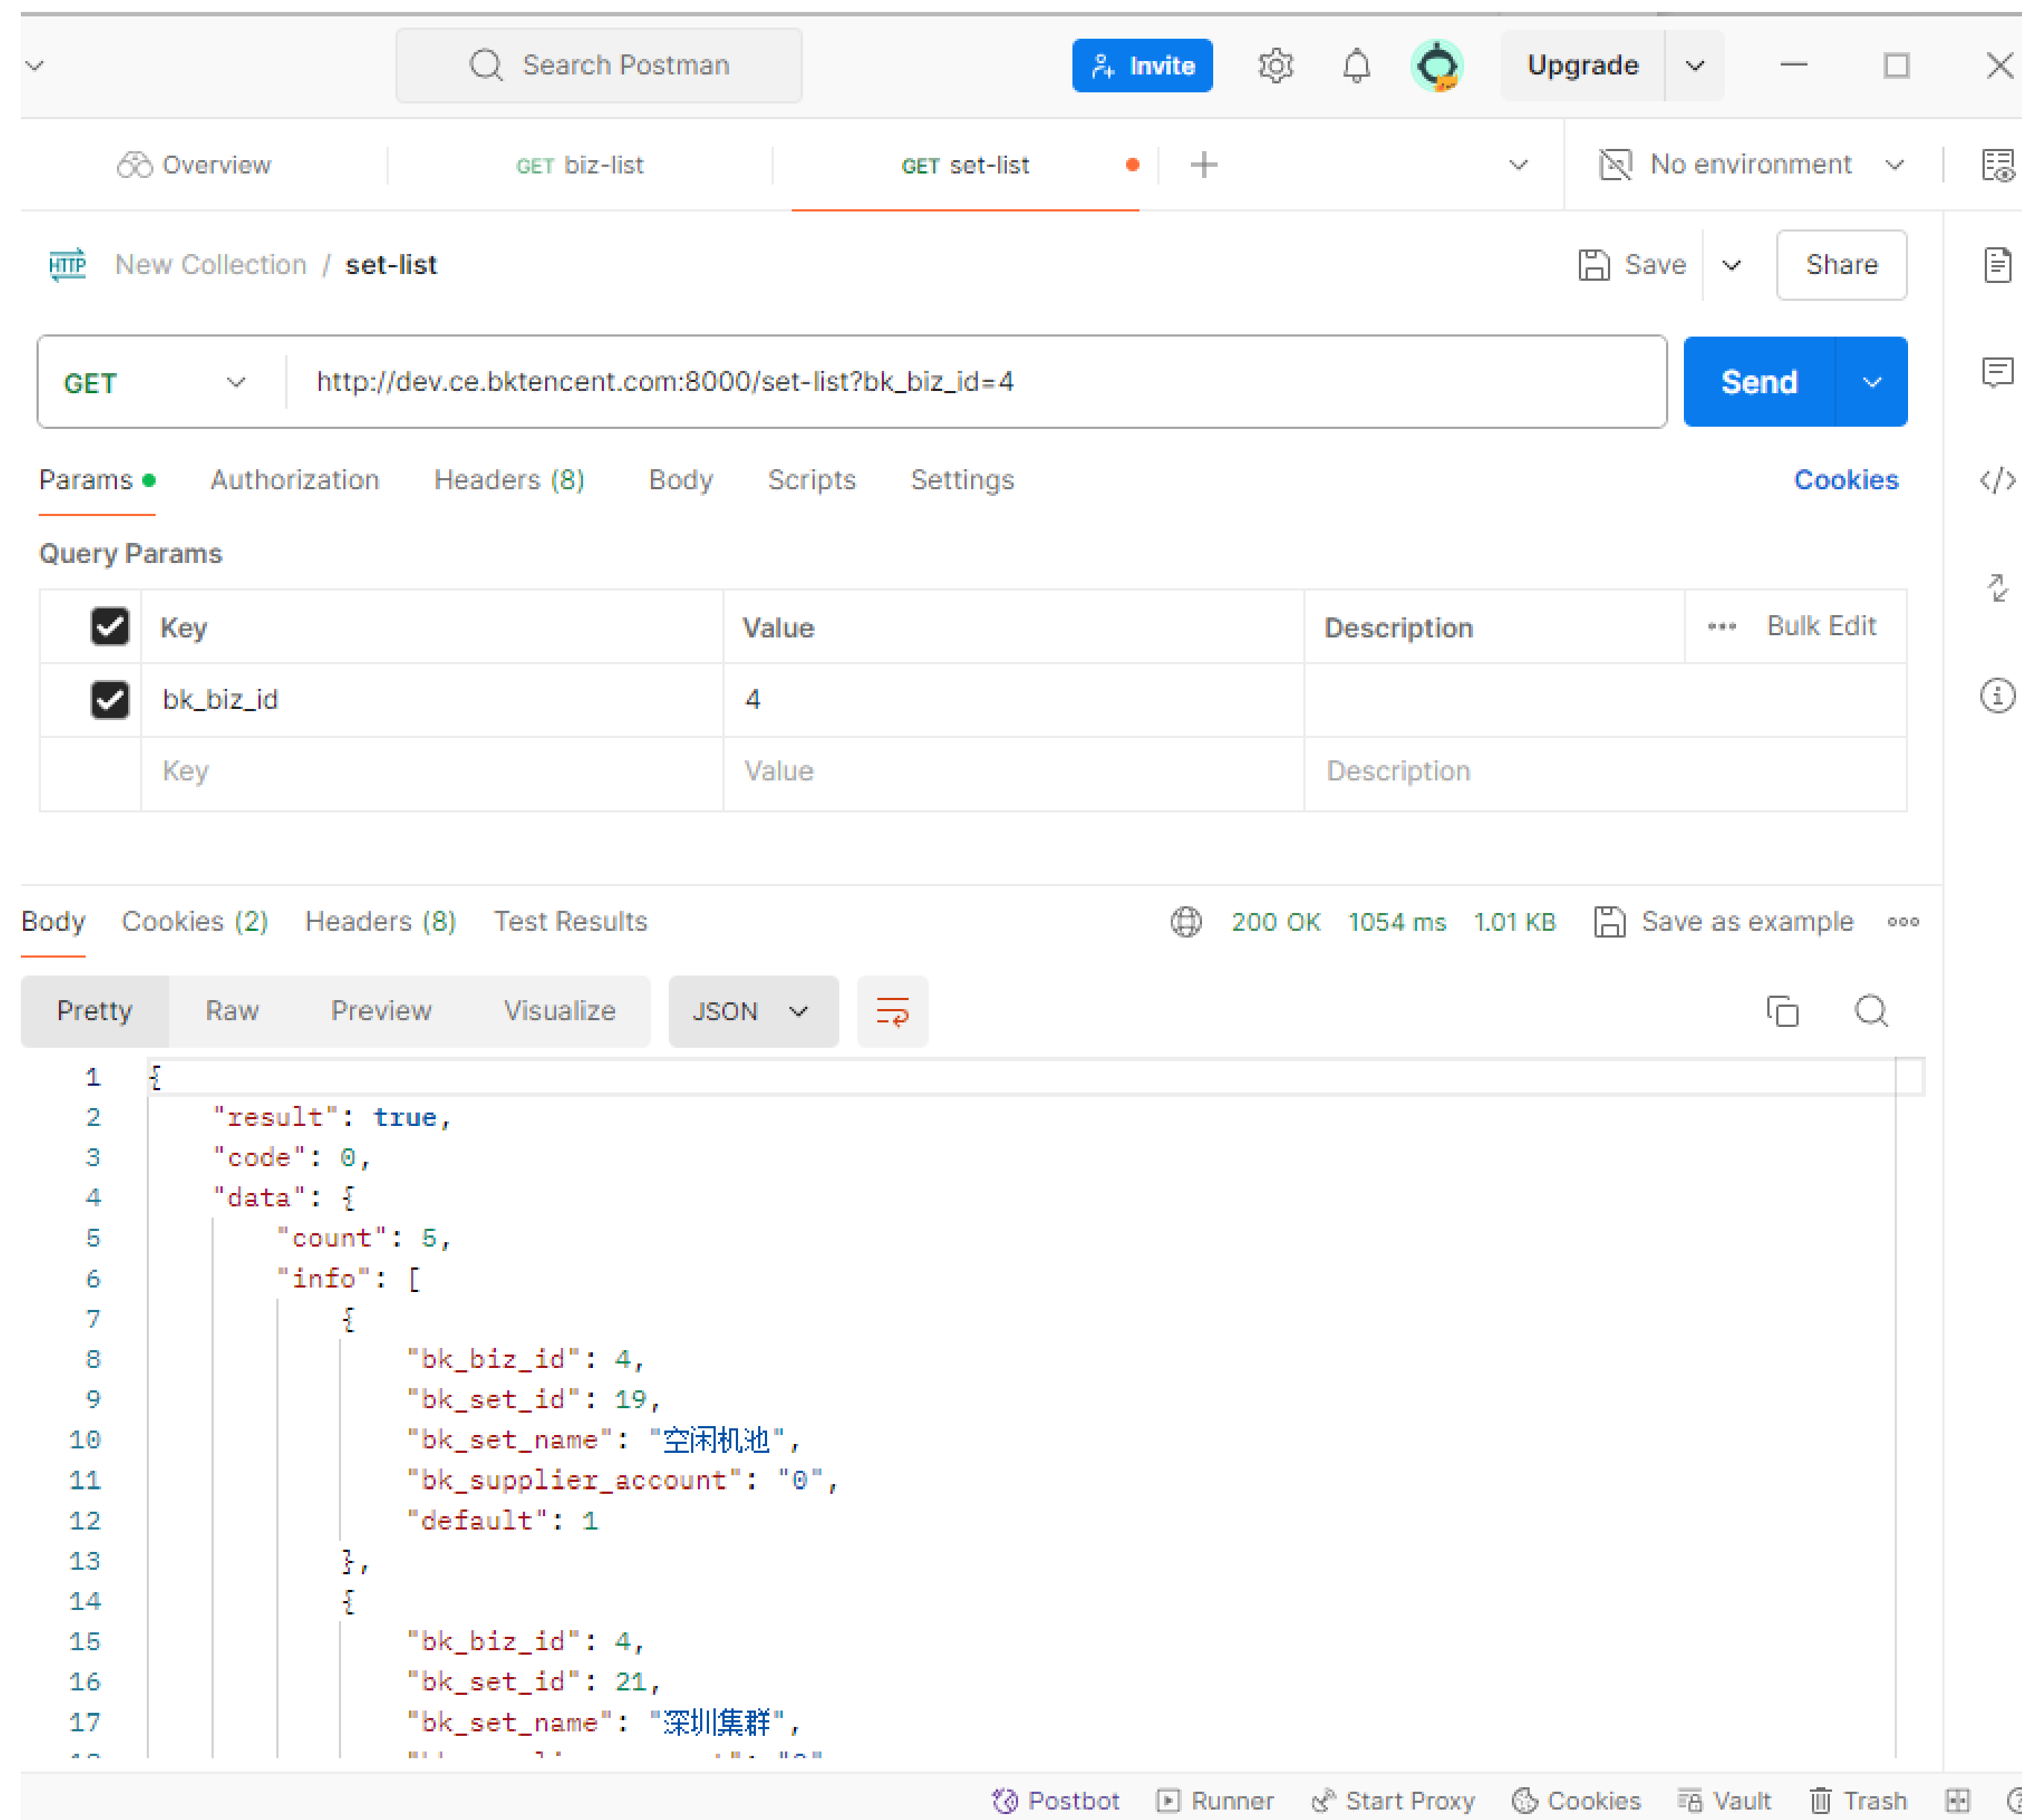 Search Postman Invite Upgrade
Overview GET biz-list GET set-list No environment
HTTP New Collection / set-list Save Share
GET http://dev.ce.bktencent.com:8000/set-list?bk_biz_id=4 Send
Params Authorization Headers (8) Body Scripts Settings Cookies
Query Params
Key Value Description Bulk Edit
bk_biz_id 4
Key Value Description
Body Cookies (2) Headers (8) Test Results 200 OK 1054 ms 1.01 KB Save as example
Pretty Raw Preview Visualize JSON
1 {
2 "result": true,
3 "code": 0,
4 "data": {
5 "count": 5,
6 "info": [
7 {
8 "bk_biz_id": 4,
9 "bk_set_id": 19,
10 "bk_set_name": "空闲机池",
11 "bk_supplier_account": "0",
12 "default": 1
13 },
14 {
15 "bk_biz_id": 4,
16 "bk_set_id": 21,
17 "bk_set_name": "深圳集群",
Postbot Runner Start Proxy Cookies Vault Trash